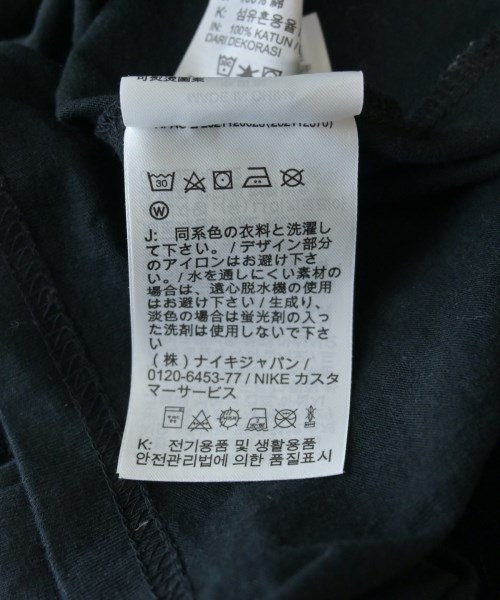 K: 섬유혼용율
IN: 100% KATUN
DARI DEKORASI
MADE IN CHINA
30
W
J: 同系色の衣料と洗濯し
て下さい。/ デザイン部分
のアイロンはお避け下さ
い。/ 水を通しにくい素材の
場合は、遠心脱水機の使用
はお避け下さい / 生成り、
淡色の場合は蛍光剤の入っ
た洗剤は使用しないで下さ
い
(株) ナイキジャパン /
0120-6453-77 / NIKE カスタ
マーサービス
K: 전기용품 및 생활용품
안전관리법에 의한 품질표시